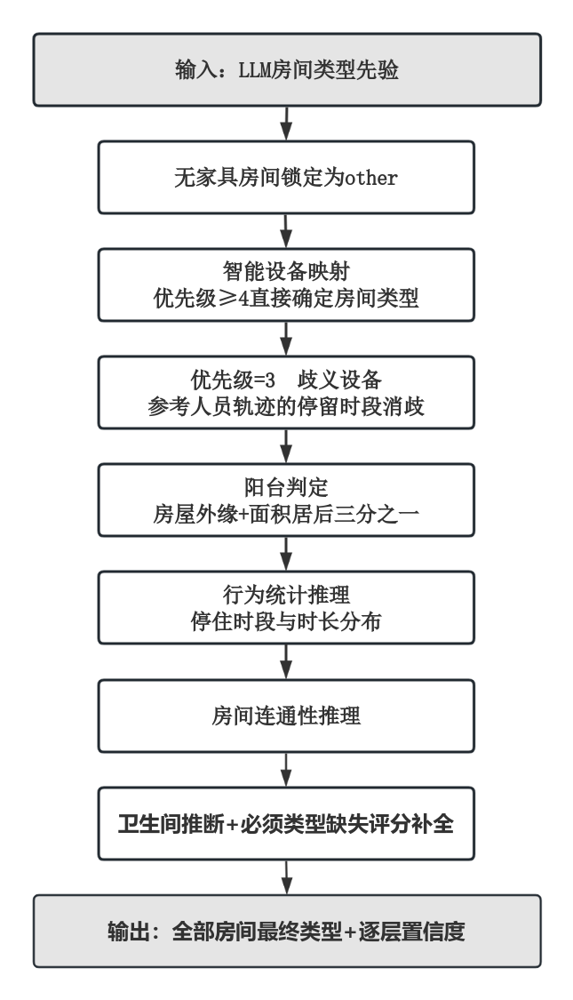 输入：LLM房间类型先验
无家具房间锁定为other
智能设备映射
优先级≥4直接确定房间类型
优先级=3　歧义设备
参考人员轨迹的停留时段消歧
阳台判定
房屋外缘+面积居后三分之一
行为统计推理
停住时段与时长分布
房间连通性推理
卫生间推断+必须类型缺失评分补全
输出：全部房间最终类型+逐层置信度